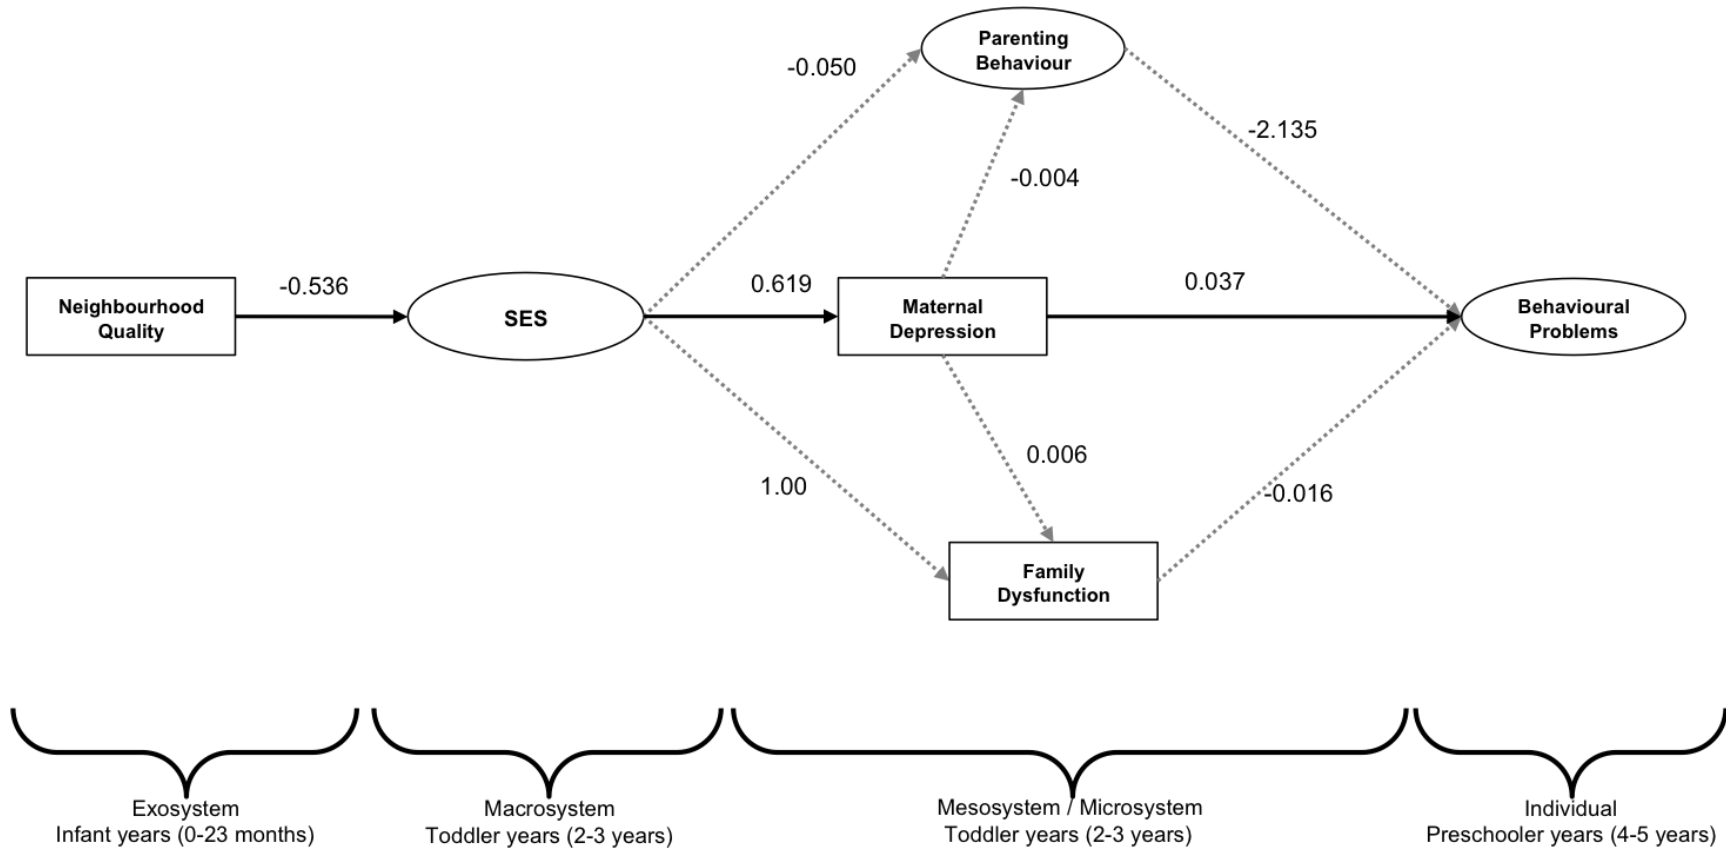 Parenting
Behaviour
-0.050
-2.135
-0.004
Neighbourhood
Quality
-0.536
SES
0.619
Maternal
Depression
0.037
Behavioural
Problems
0.006
1.00
-0.016
Family
Dysfunction
Exosystem
Infant years (0-23 months)
Macrosystem
Toddler years (2-3 years)
Mesosystem / Microsystem
Toddler years (2-3 years)
Individual
Preschooler years (4-5 years)